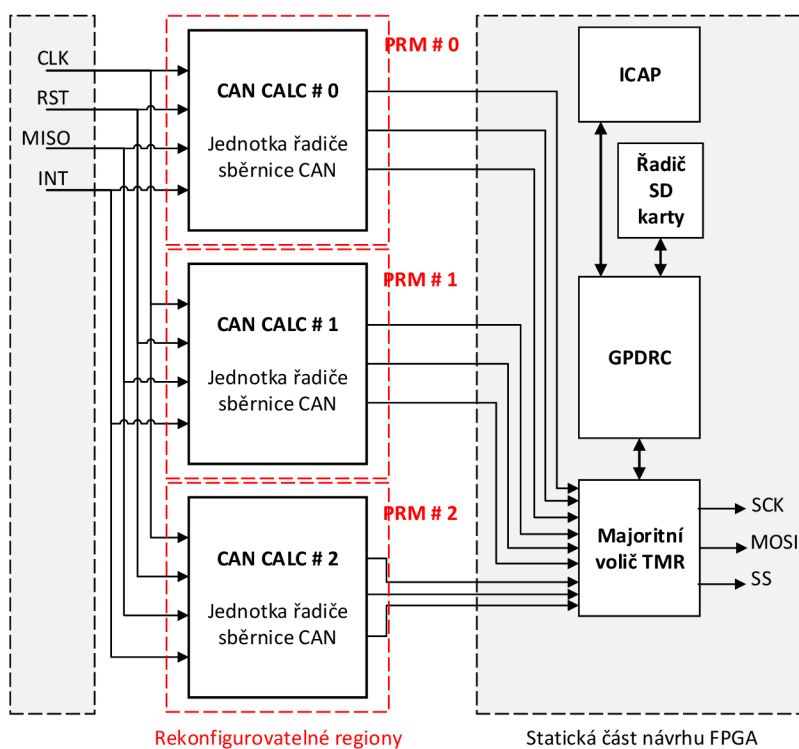 CLK
RST
MISO
INT
PRM # 0
CAN CALC # 0
Jednotka řadiče
sběrnice CAN
PRM # 1
CAN CALC # 1
Jednotka řadiče
sběrnice CAN
PRM # 2
CAN CALC # 2
Jednotka řadiče
sběrnice CAN
ICAP
Řadič
SD
karty
GPDRC
Majoritní
volič TMR
SCK
MOSI
SS
Rekonfigurovatelné regiony
Statická část návrhu FPGA